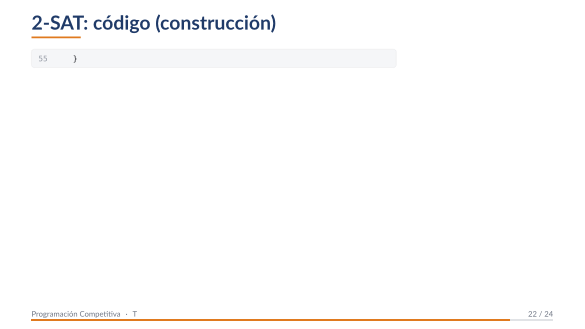 2-SAT: código (construcción)
55 }
Programación Competitiva · T
22 / 24